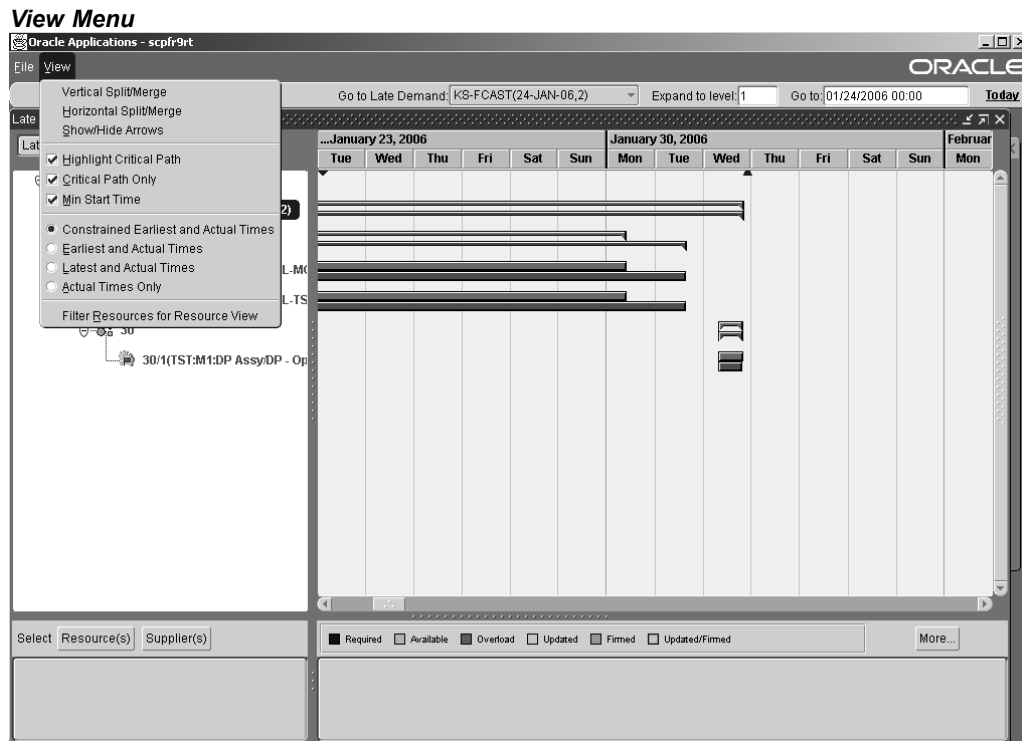 View Menu
Oracle Applications - scpfr9rt
File View
ORACLE
Go to Late Demand: KS-FCAST(24-JAN-06,2) Expand to level: 1 Go to: 01/24/2006 00:00 Today
Late
Lat
Vertical Split/Merge
Horizontal Split/Merge
Show/Hide Arrows
Highlight Critical Path
Critical Path Only
Min Start Time
Constrained Earliest and Actual Times
Earliest and Actual Times
Latest and Actual Times
Actual Times Only
Filter Resources for Resource View
...January 23, 2006 January 30, 2006 Februar
Tue Wed Thu Fri Sat Sun Mon Tue Wed Thu Fri Sat Sun Mon
2)
L-MC
L-TS
30
30/1(TST:M1:DP Assy/DP - Op
Select Resource(s) Supplier(s)
Required Available Overload Updated Firmed Updated/Firmed More...